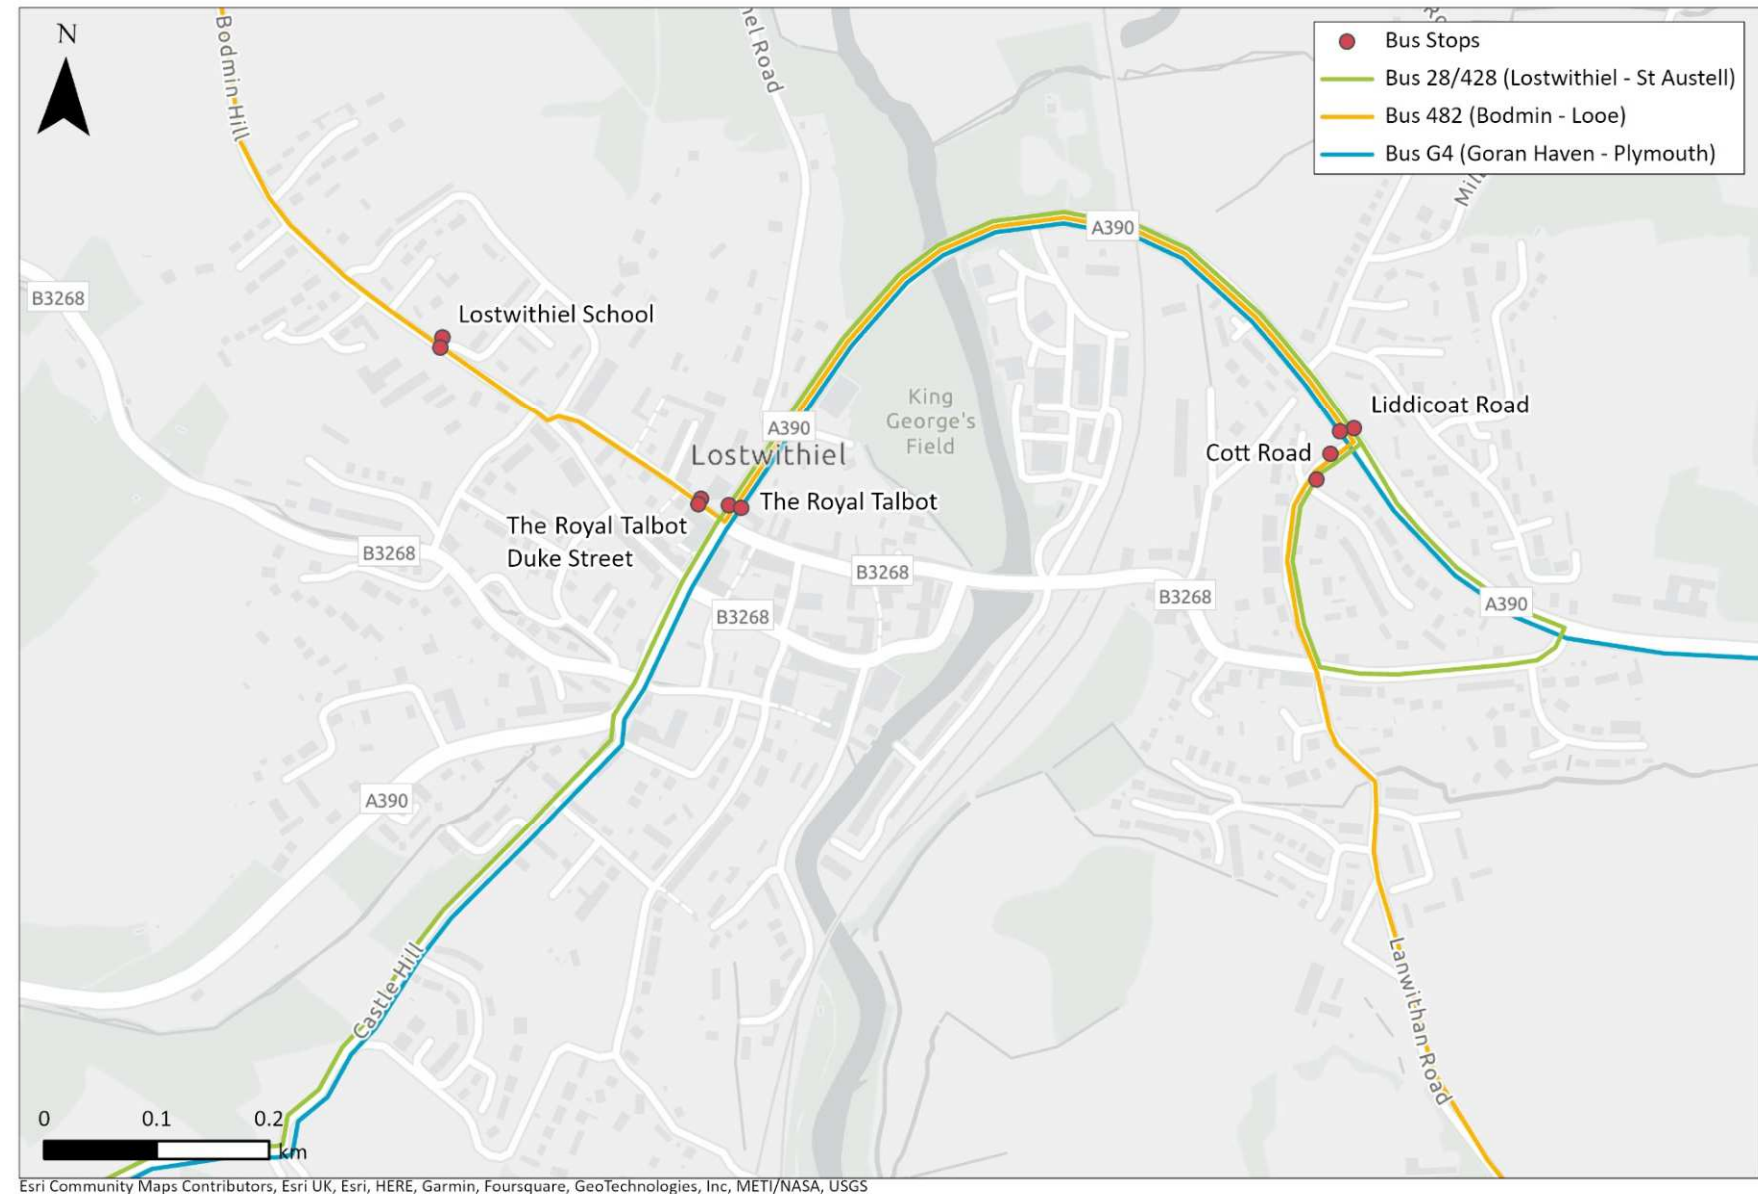 N
Bodmin Hill
nel Road
Bus Stops
Bus 28/428 (Lostwithiel - St Austell)
Bus 482 (Bodmin - Looe)
Bus G4 (Goran Haven - Plymouth)
A390
B3268
Lostwithiel School
King
George's
Field
Liddicoat Road
A390
Cott Road
Lostwithiel
The Royal Talbot
The Royal Talbot
Duke Street
B3268
B3268
B3268
B3268
A390
A390
Castle Hill
Lanwithan Road
0 0.1 0.2
km
Esri Community Maps Contributors, Esri UK, Esri, HERE, Garmin, Foursquare, GeoTechnologies, Inc, METI/NASA, USGS